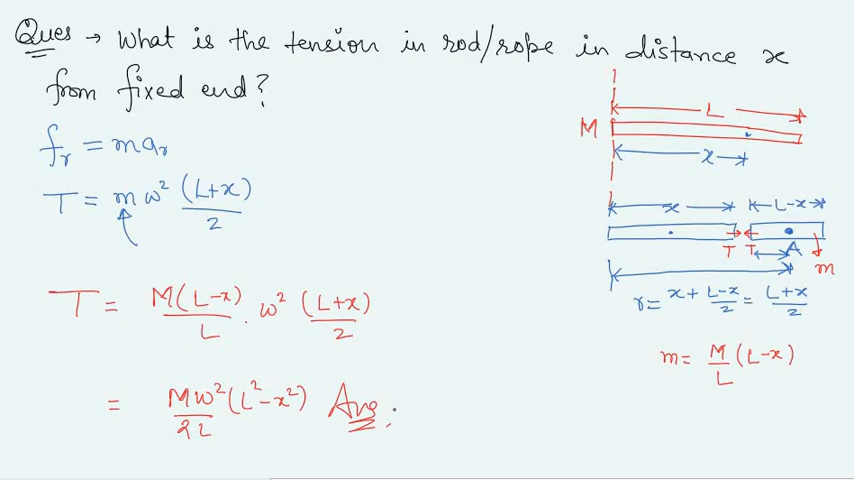 Ques → What is the tension in rod/rope in distance x
from fixed end?
fᵣ = maᵣ
T = mω² (L+x)/2
T = M(L-x)/L . ω² (L+x)/2
= Mω²/2L (L²-x²) Ans.
L
M
x
x
L-x
T T A
m
r = x + L-x/2 = (L+x)/2
m = M/L (L-x)